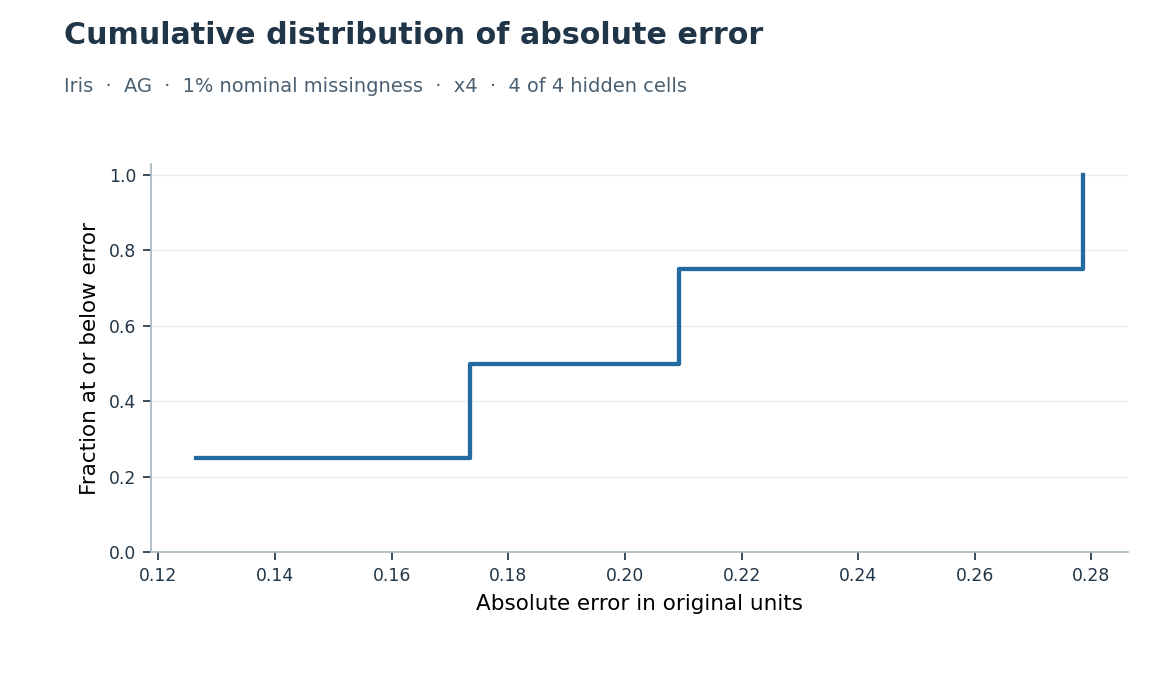 Cumulative distribution of absolute error
Iris · AG · 1% nominal missingness · x4 · 4 of 4 hidden cells
Fraction at or below error
1.0
0.8
0.6
0.4
0.2
0.0
0.12 0.14 0.16 0.18 0.20 0.22 0.24 0.26 0.28
Absolute error in original units